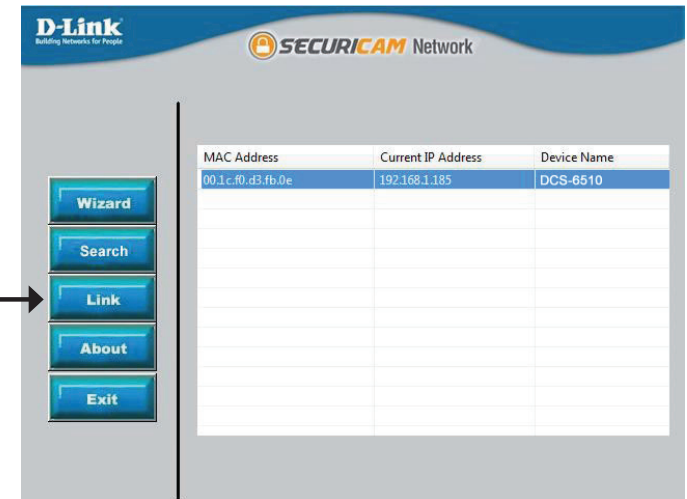 D-Link
Building Networks for People
SECURICAM Network
MAC Address Current IP Address Device Name
00.1c.f0.d3.fb.0e 192.168.1.185 DCS-6510
Wizard
Search
Link
About
Exit